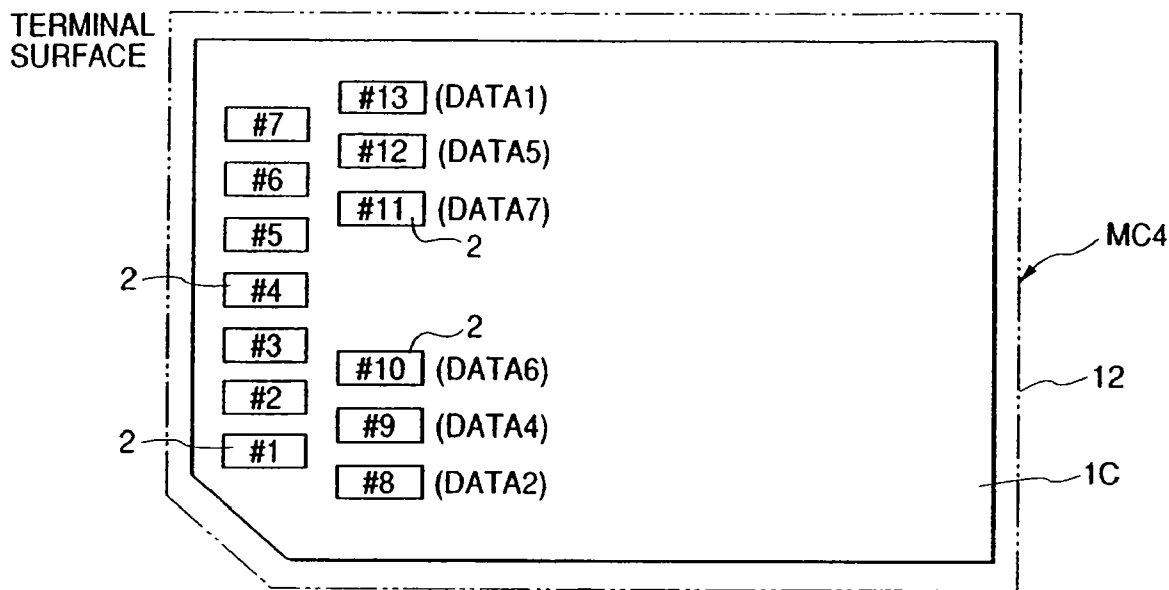 TERMINAL
SURFACE
#13 (DATA1)
#7
#12 (DATA5)
#6
#11 (DATA7)
#5
2
MC4
2
#4
2
#3
#10 (DATA6)
12
#2
#9 (DATA4)
2
#1
#8 (DATA2)
1C